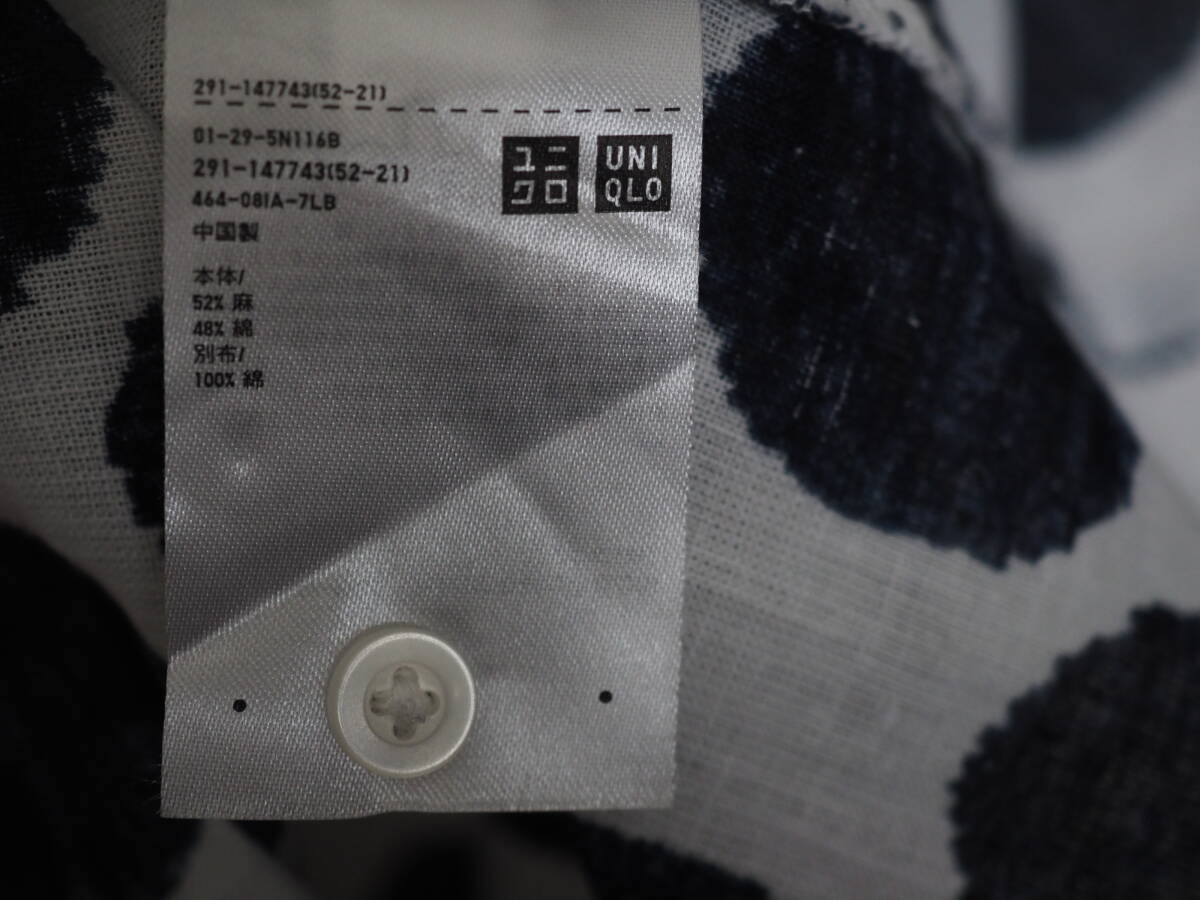 291-147743(52-21)
01-29-5N116B
291-147743(52-21)
464-081A-7LB
中国製
本体/
52% 麻
48% 綿
別布/
100% 綿
ユニ
クロ
UNI
QLO